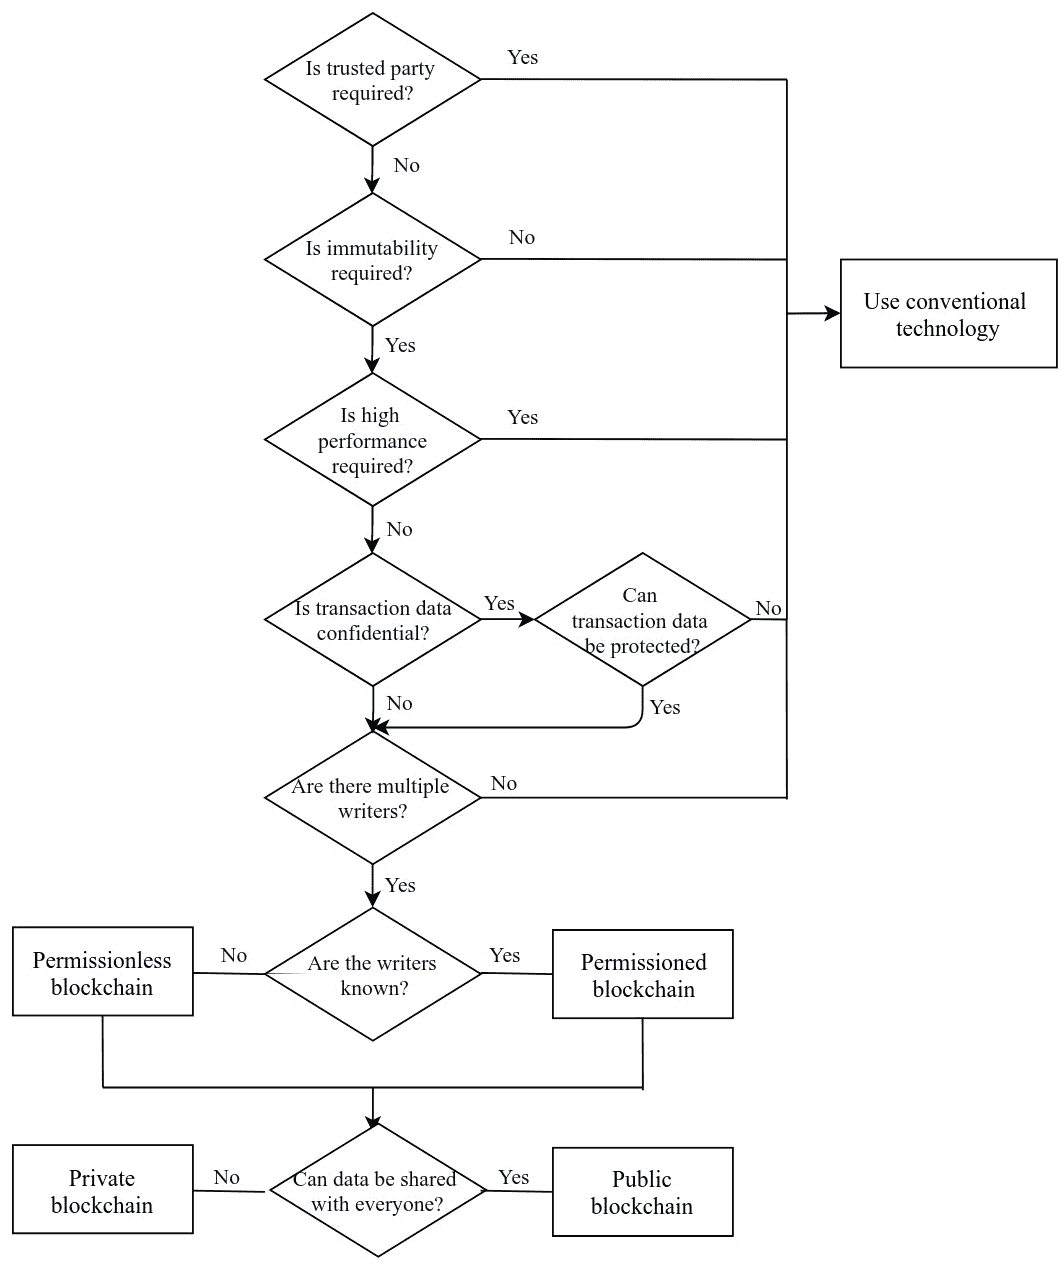 Yes
Is trusted party
required?
No
No
Is immutability
required?
Use conventional
technology
Yes
Yes
Is high
performance
required?
No
Is transaction data
confidential?
Yes
Can
transaction data
be protected?
No
No
Yes
Are there multiple
writers?
No
Yes
Permissionless
blockchain
No
Are the writers
known?
Yes
Permissioned
blockchain
Private
blockchain
No
Can data be shared
with everyone?
Yes
Public
blockchain